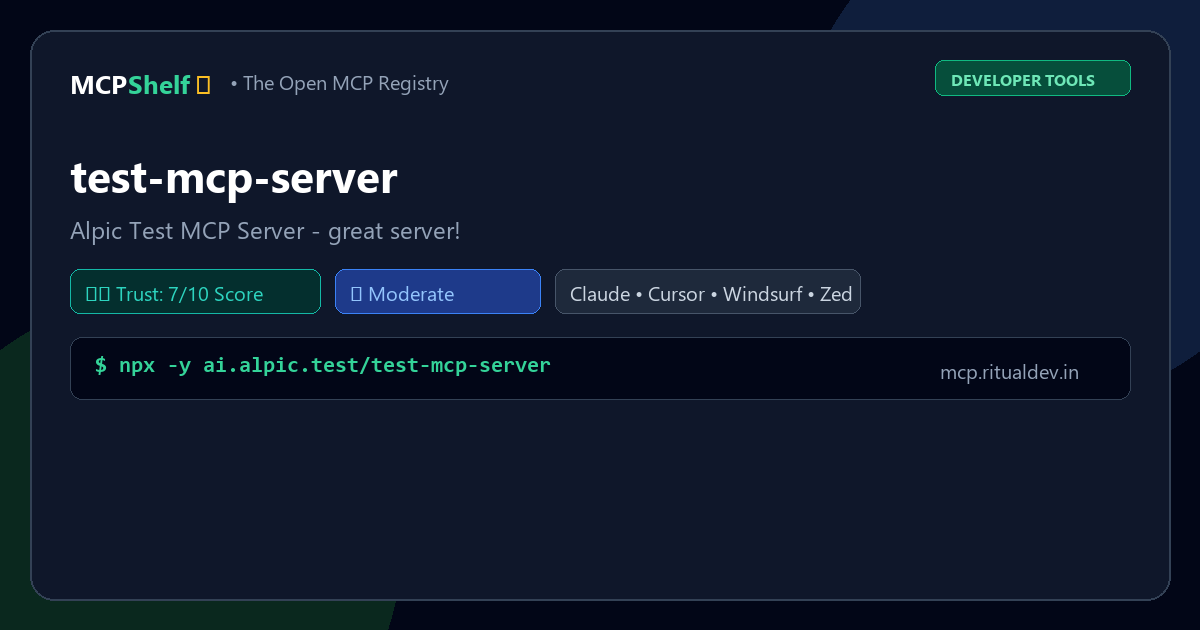 MCPShelf • The Open MCP Registry
DEVELOPER TOOLS
test-mcp-server
Alpic Test MCP Server - great server!
Trust: 7/10 Score
Moderate
Claude • Cursor • Windsurf • Zed
$ npx -y ai.alpic.test/test-mcp-server
mcp.ritualdev.in